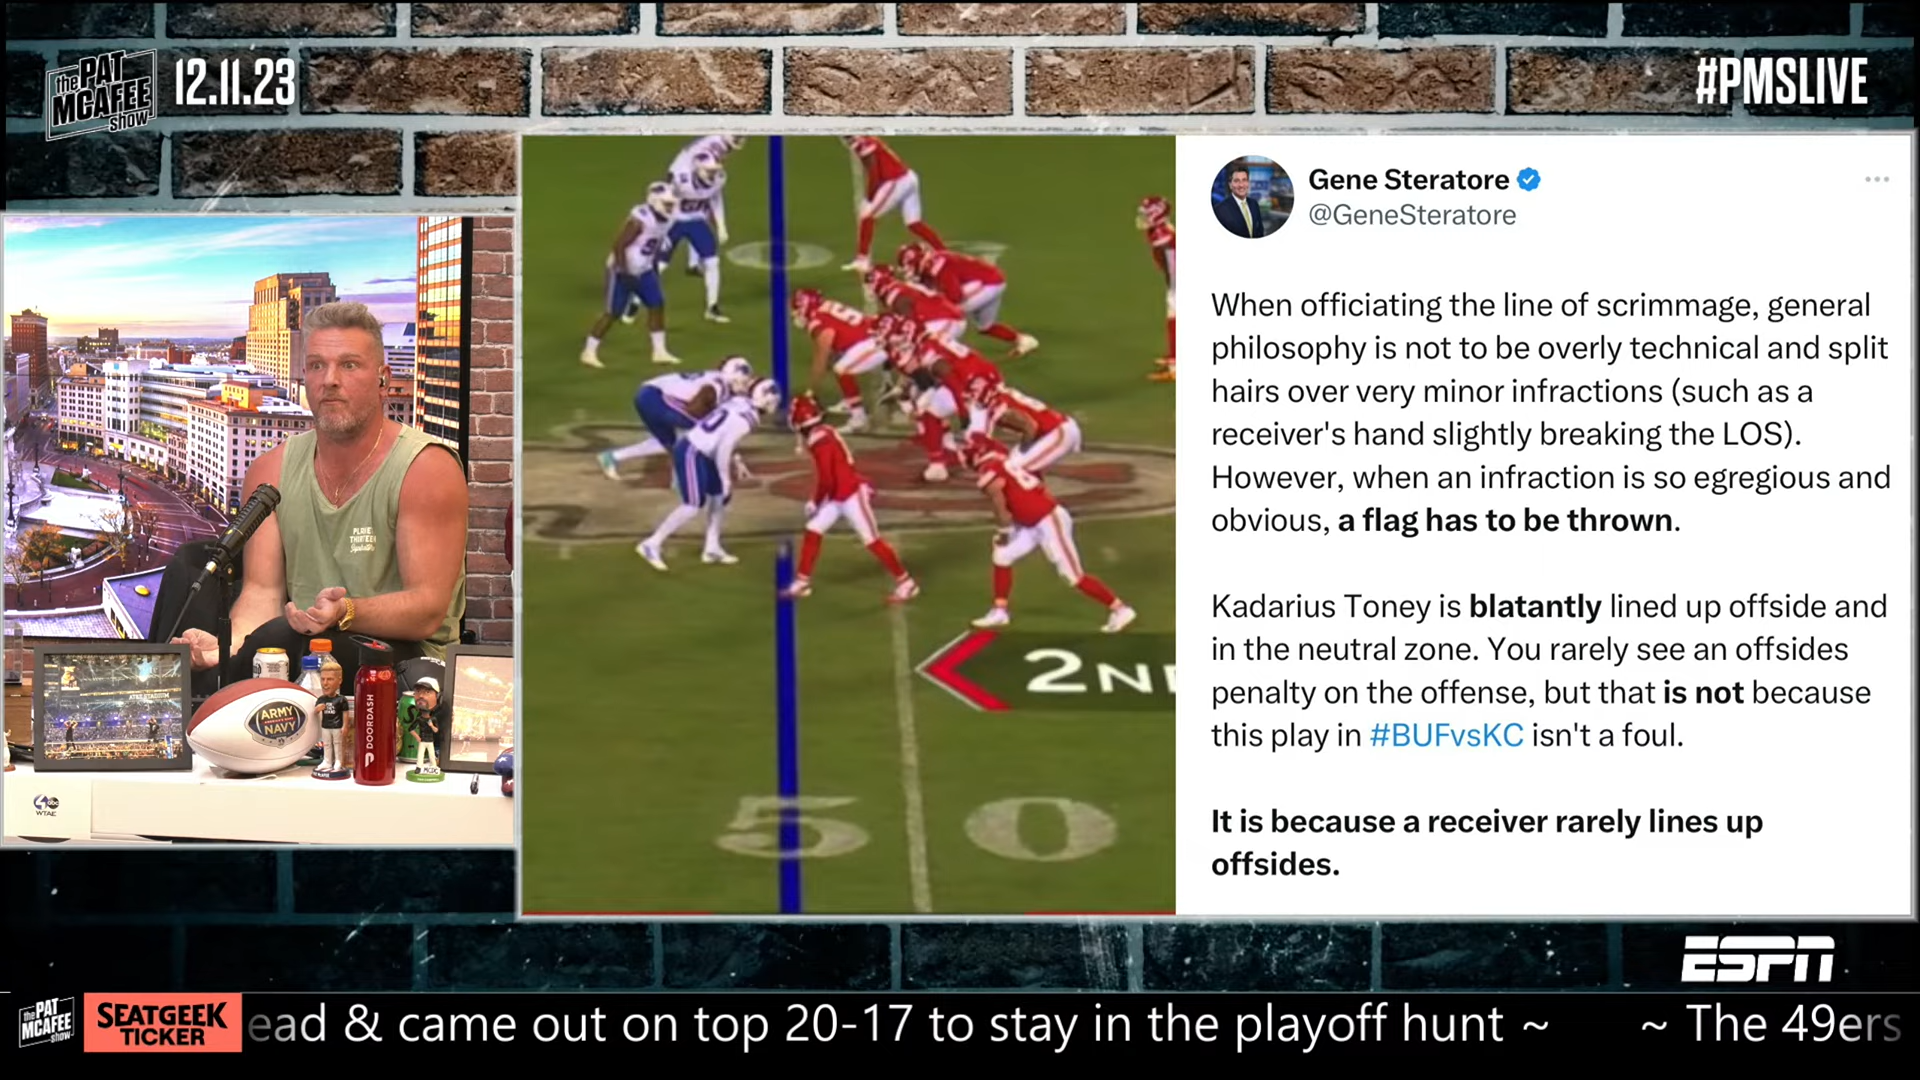 the PAT MCAFEE show
12.11.23
#PMSLIVE
Gene Steratore
@GeneSteratore
When officiating the line of scrimmage, general
philosophy is not to be overly technical and split
hairs over very minor infractions (such as a
receiver's hand slightly breaking the LOS).
However, when an infraction is so egregious and
obvious, a flag has to be thrown.
Kadarius Toney is blatantly lined up offside and
in the neutral zone. You rarely see an offsides
penalty on the offense, but that is not because
this play in #BUFvsKC isn't a foul.
It is because a receiver rarely lines up
offsides.
2N
5 0
ARMY
NAVY
DOORDASH
4 abc
WTAE
ESPN
the PAT MCAFEE show
SEATGEEK
TICKER
ead & came out on top 20-17 to stay in the playoff hunt ~ ~ The 49ers